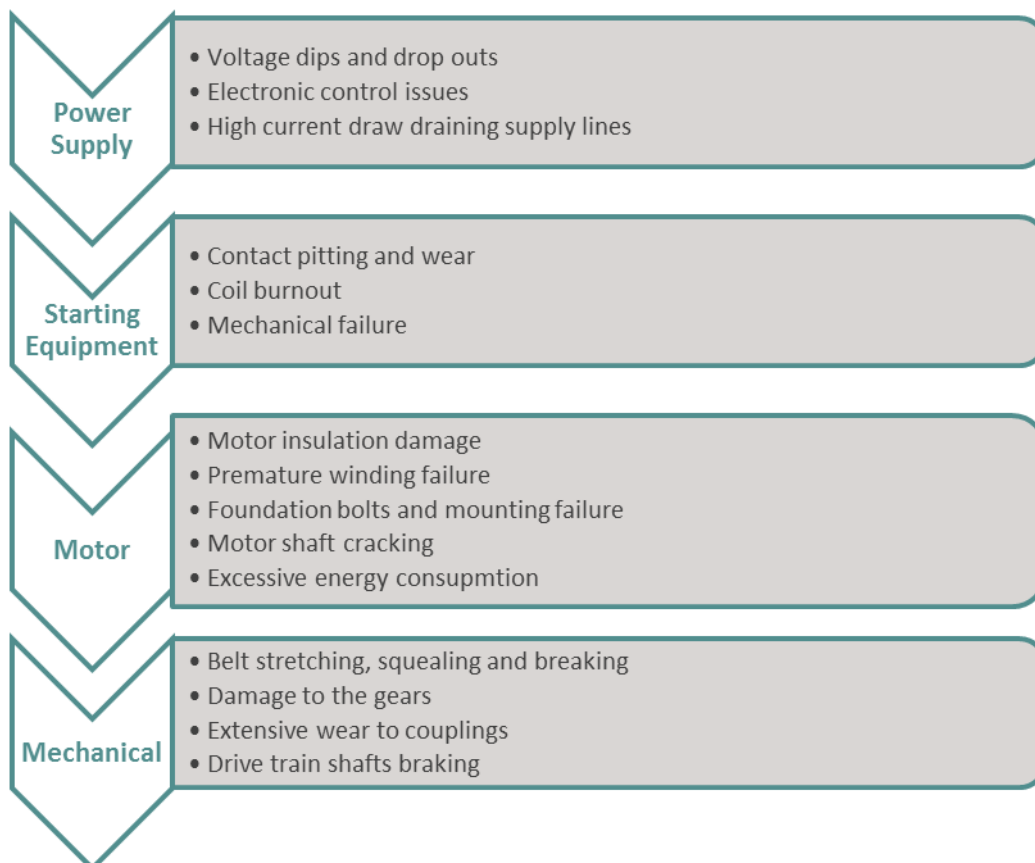 Power
Supply
• Voltage dips and drop outs
• Electronic control issues
• High current draw draining supply lines
Starting
Equipment
• Contact pitting and wear
• Coil burnout
• Mechanical failure
Motor
• Motor insulation damage
• Premature winding failure
• Foundation bolts and mounting failure
• Motor shaft cracking
• Excessive energy consupmtion
Mechanical
• Belt stretching, squealing and breaking
• Damage to the gears
• Extensive wear to couplings
• Drive train shafts braking